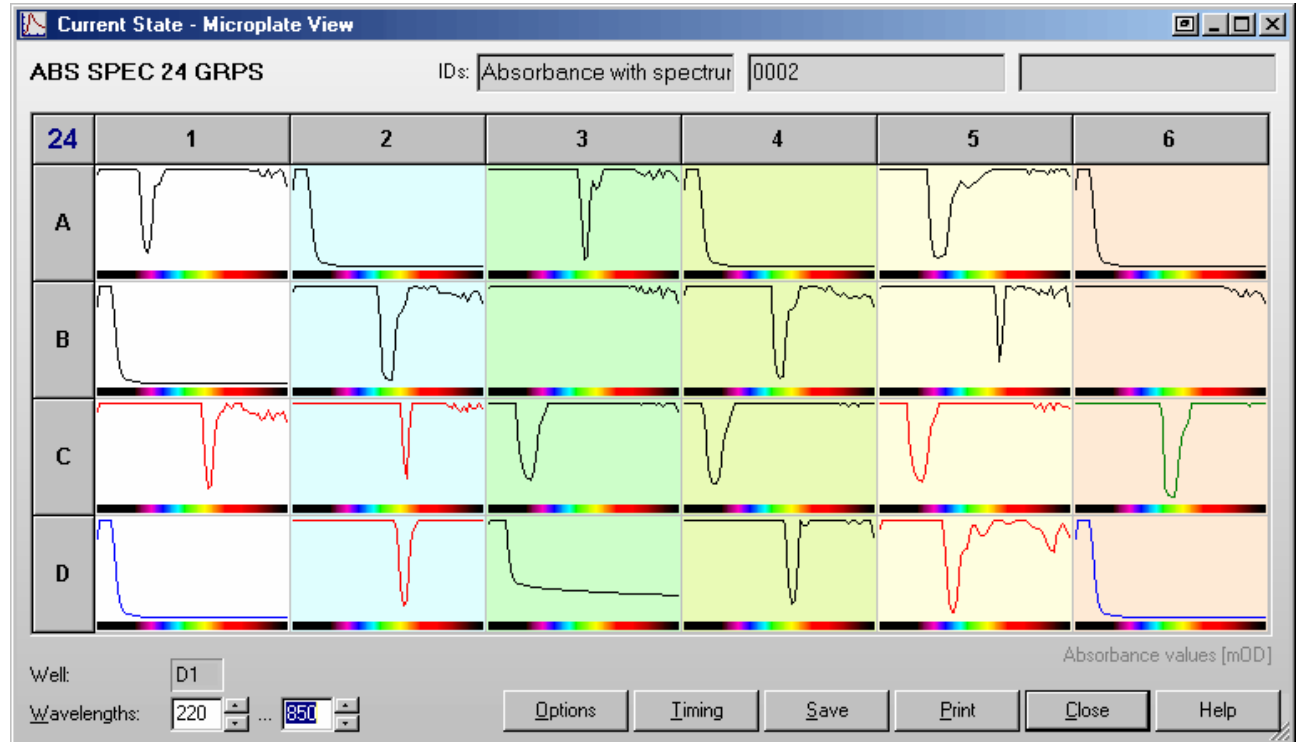 Current State - Microplate View
ABS SPEC 24 GRPS IDs: Absorbance with spectrur 0002
24 1 2 3 4 5 6
A
B
C
D
Absorbance values [mOD]
Well: D1
Wavelengths: 220 ... 850 Options Timing Save Print Close Help